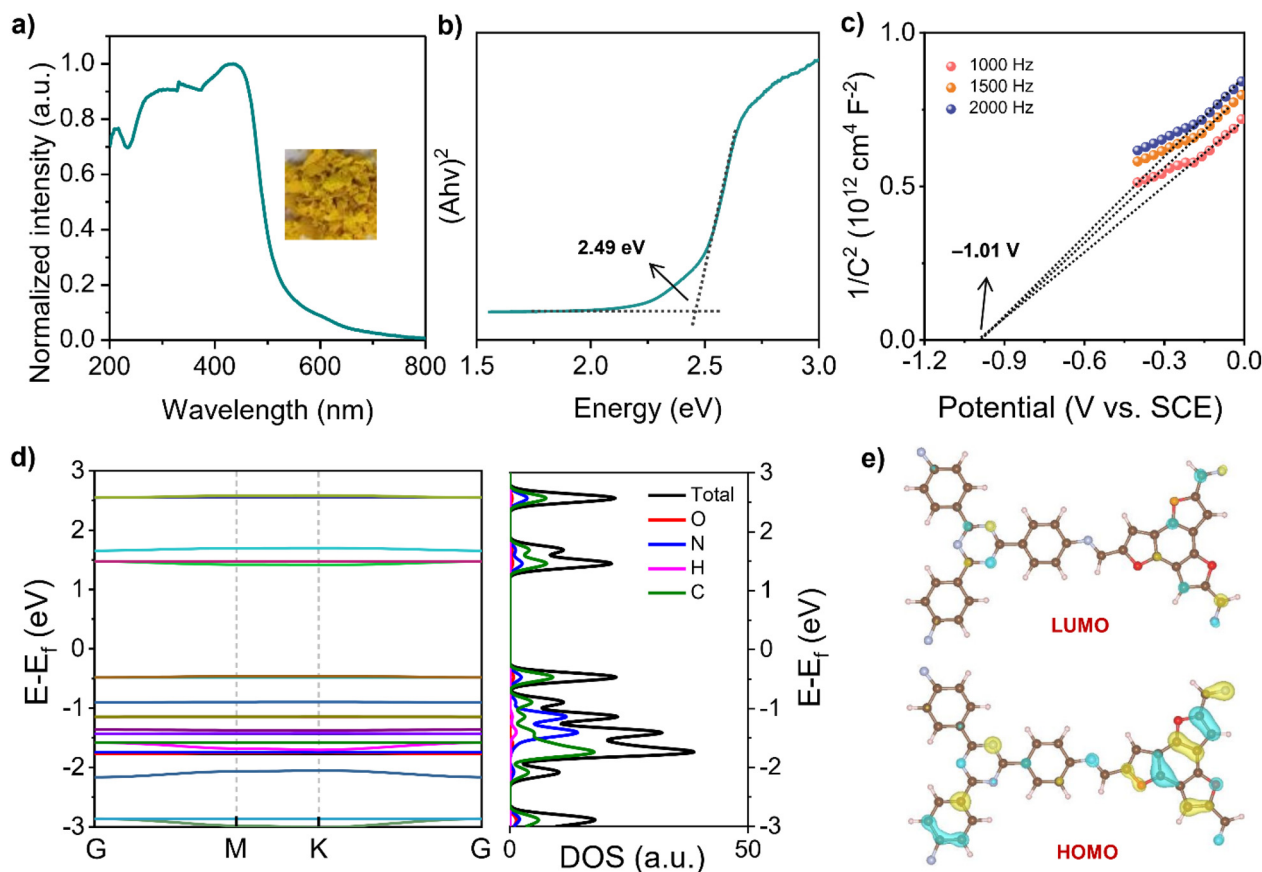 a)
Normalized intensity (a.u.)
1.0
0.8
0.6
0.4
0.2
0.0
200 400 600 800
Wavelength (nm)
b)
(Ahv)²
2.49 eV
1.5 2.0 2.5 3.0
Energy (eV)
c)
1/C² (10¹² cm⁴ F⁻²)
1000 Hz
1500 Hz
2000 Hz
1.0
0.5
0.0
–1.01 V
-1.2 -0.9 -0.6 -0.3 0.0
Potential (V vs. SCE)
d)
E-Ef (eV)
3
2
1
0
-1
-2
-3
G M K G
Total
O
N
H
C
3
2
1
0
-1
-2
-3
E-Ef (eV)
0 50
DOS (a.u.)
e)
LUMO
HOMO